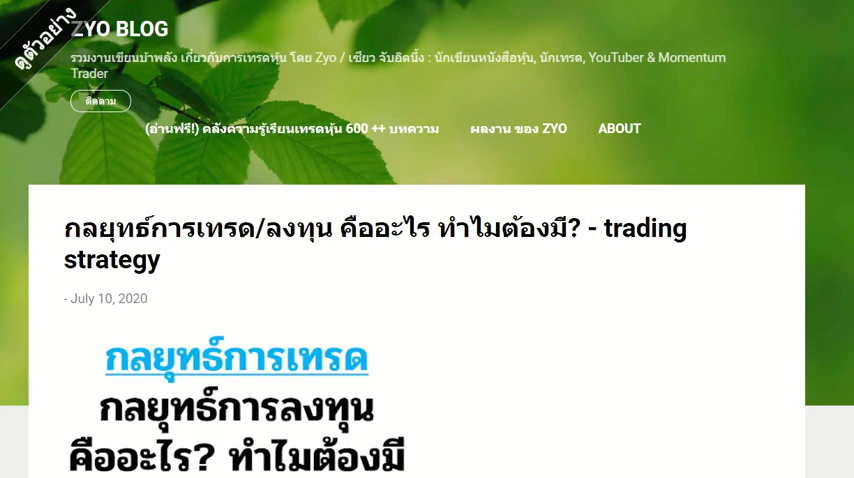 ดูตัวอย่าง
ZYO BLOG
รวมงานเขียนบ้าพลัง เกี่ยวกับการเทรดหุ้น โดย Zyo / เซียว จับอิดนึ้ง : นักเขียนหนังสือหุ้น, นักเทรด, YouTuber & Momentum
Trader
ติดตาม
(อ่านฟรี!) คลังความรู้เรียนเทรดหุ้น 600 ++ บทความ ผลงาน ของ ZYO ABOUT
กลยุทธ์การเทรด/ลงทุน คืออะไร ทำไมต้องมี? - trading
strategy
- July 10, 2020
กลยุทธ์การเทรด
กลยุทธ์การลงทุน
คืออะไร? ทำไมต้องมี